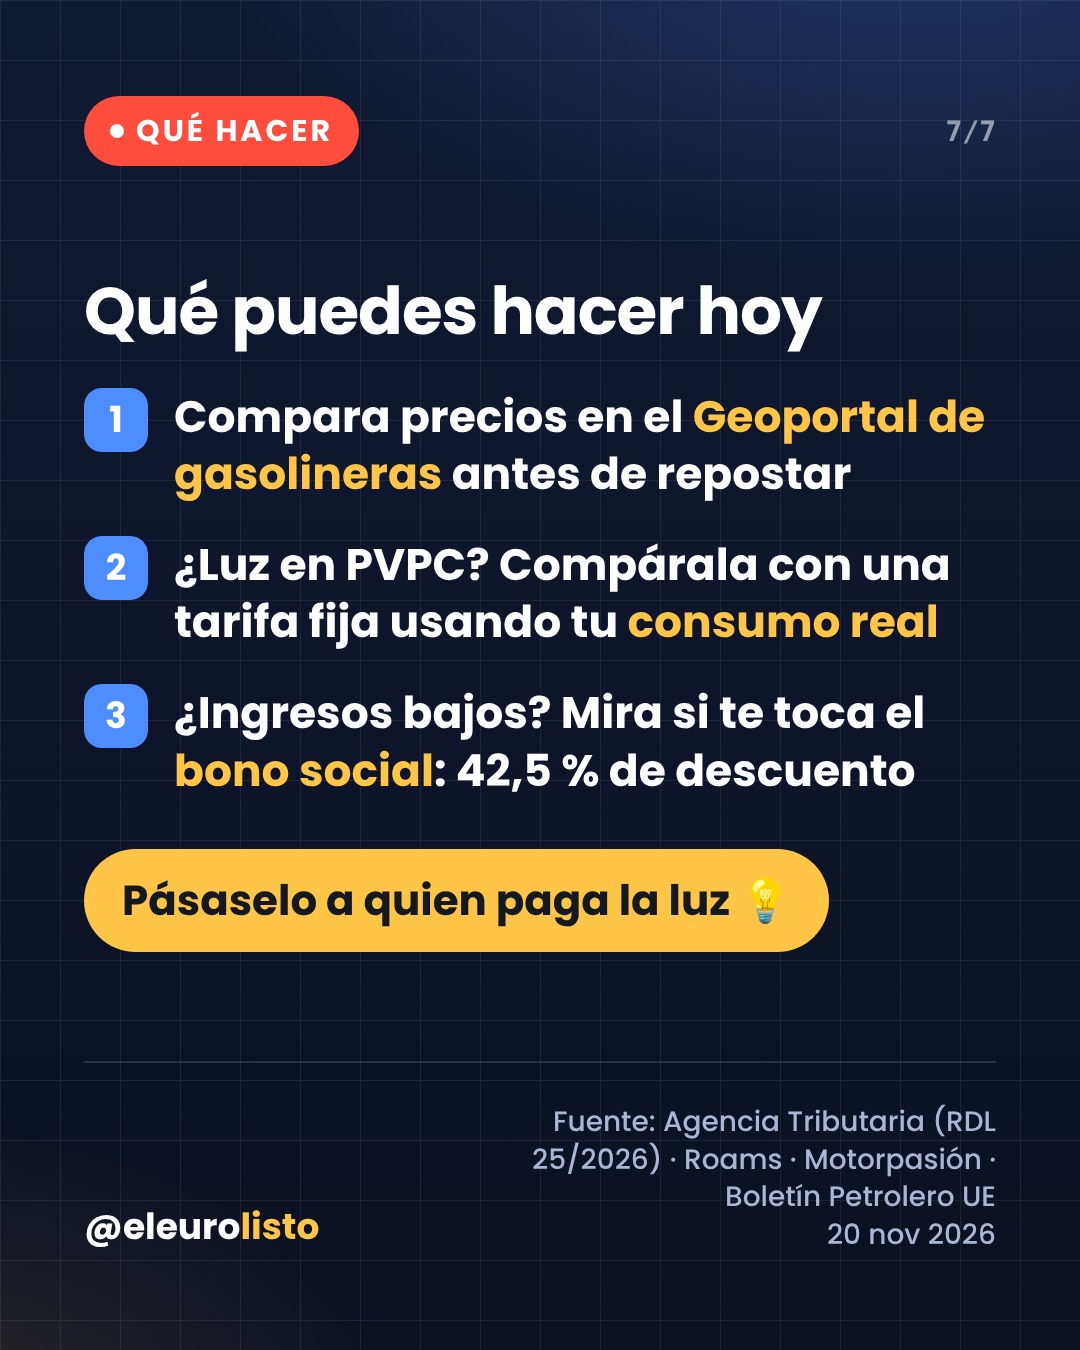 QUÉ HACER
7/7
Qué puedes hacer hoy
1
Compara precios en el Geoportal de
gasolineras antes de repostar
2
¿Luz en PVPC? Compárala con una
tarifa fija usando tu consumo real
3
¿Ingresos bajos? Mira si te toca el
bono social: 42,5 % de descuento
Pásaselo a quien paga la luz 💡
Fuente: Agencia Tributaria (RDL
25/2026) · Roams · Motorpasión ·
Boletín Petrolero UE
20 nov 2026
@eleurolisto